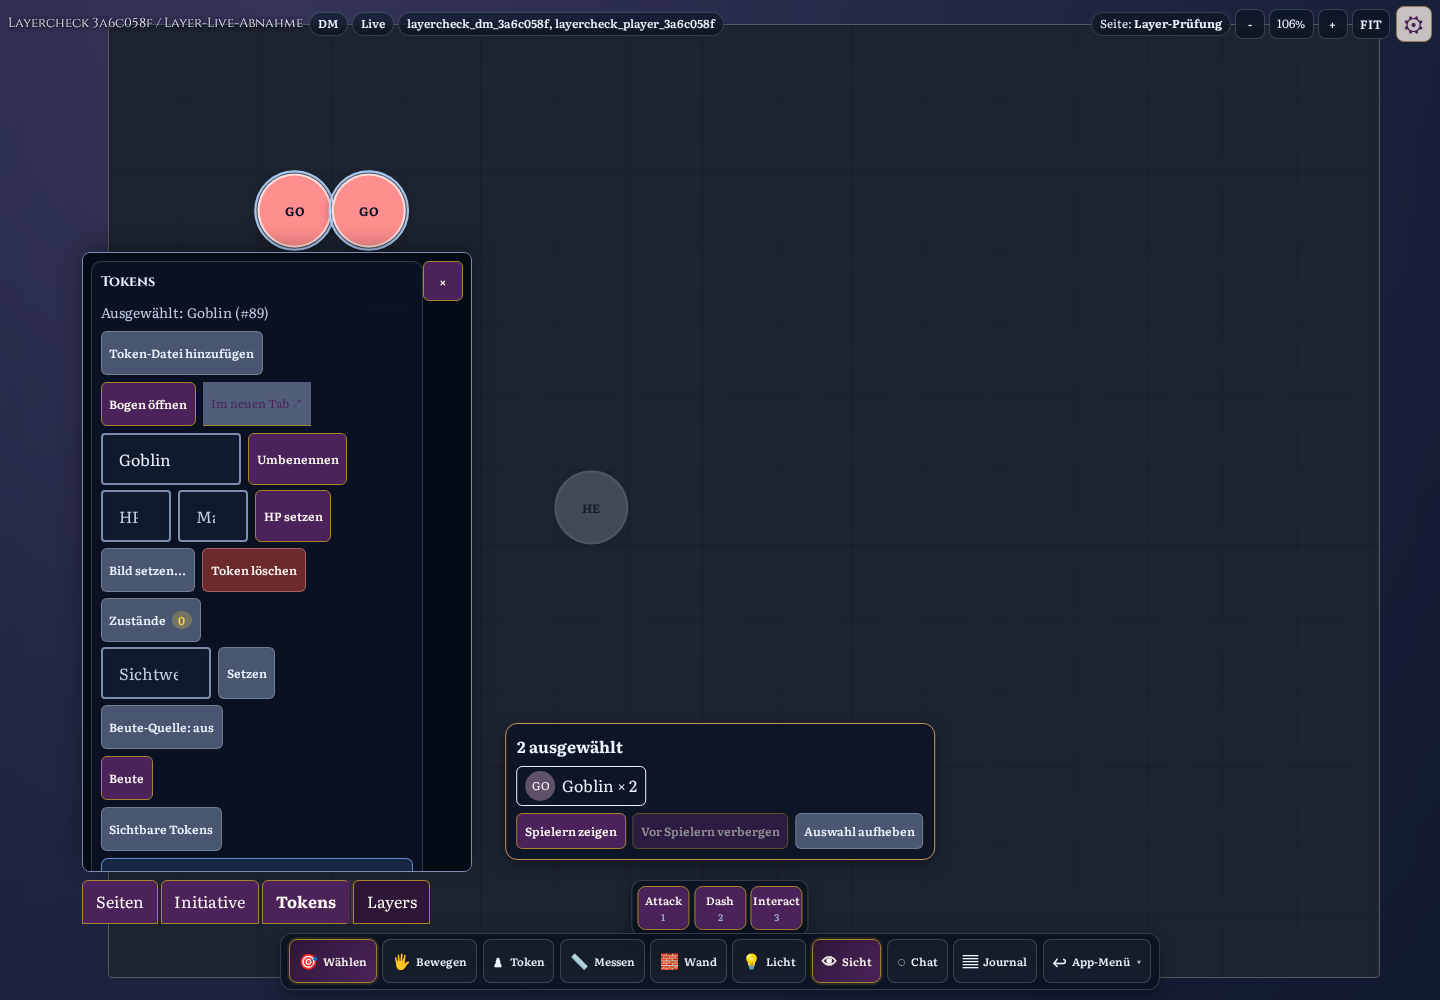 Layercheck 3a6c058f / Layer-Live-Abnahme DM Live layercheck_dm_3a6c058f, layercheck_player_3a6c058f Seite: Layer-Prüfung - 106% + FIT
GO GO
Tokens ×
Ausgewählt: Goblin (#89)
Token-Datei hinzufügen
Bogen öffnen Im neuen Tab ↗
Goblin Umbenennen
HP setzen
Bild setzen... Token löschen
Zustände 0
Setzen
Beute-Quelle: aus
Beute
Sichtbare Tokens
HE
2 ausgewählt
GO Goblin × 2
Spielern zeigen Vor Spielern verbergen Auswahl aufheben
Seiten Initiative Tokens Layers
Attack Dash Interact
1 2 3
Wählen Bewegen Token Messen Wand Licht Sicht Chat Journal App-Menü